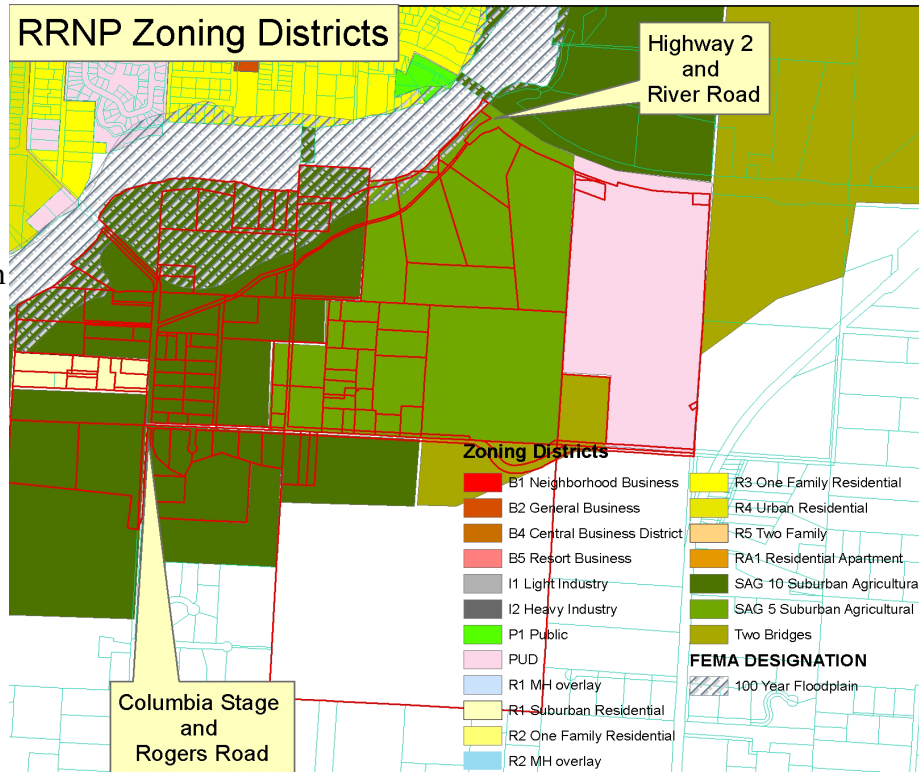 RRNP Zoning Districts
Highway 2
and
River Road
n
Zoning Districts
B1 Neighborhood Business
B2 General Business
B4 Central Business District
B5 Resort Business
I1 Light Industry
I2 Heavy Industry
P1 Public
PUD
R1 MH overlay
R1 Suburban Residential
R2 One Family Residential
R2 MH overlay
R3 One Family Residential
R4 Urban Residential
R5 Two Family
RA1 Residential Apartment
SAG 10 Suburban Agricultura
SAG 5 Suburban Agricultural
Two Bridges
FEMA DESIGNATION
100 Year Floodplain
Columbia Stage
and
Rogers Road